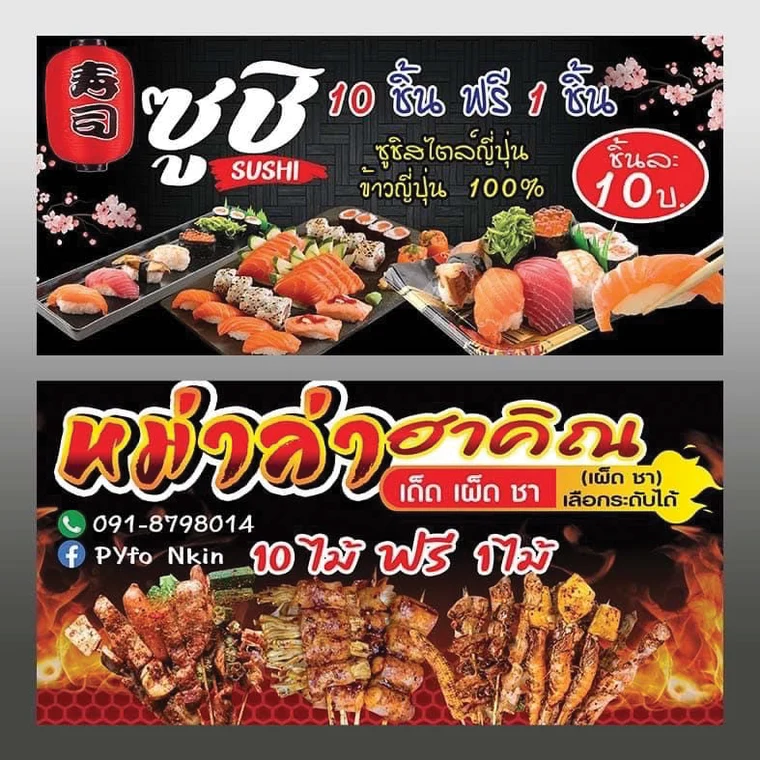 寿司
ซูชิ
SUSHI
10 ชิ้น ฟรี 1 ชิ้น
ซูชิสไตล์ญี่ปุ่น
ข้าวญี่ปุ่น 100%
ชิ้นละ
10บ.
หม่าล่า ฮาคิณ
เด็ด เผ็ด ชา
(เผ็ด ชา)
เลือกระดับได้
091-8798014
PYfo Nkin
10 ไม้ ฟรี 1 ไม้